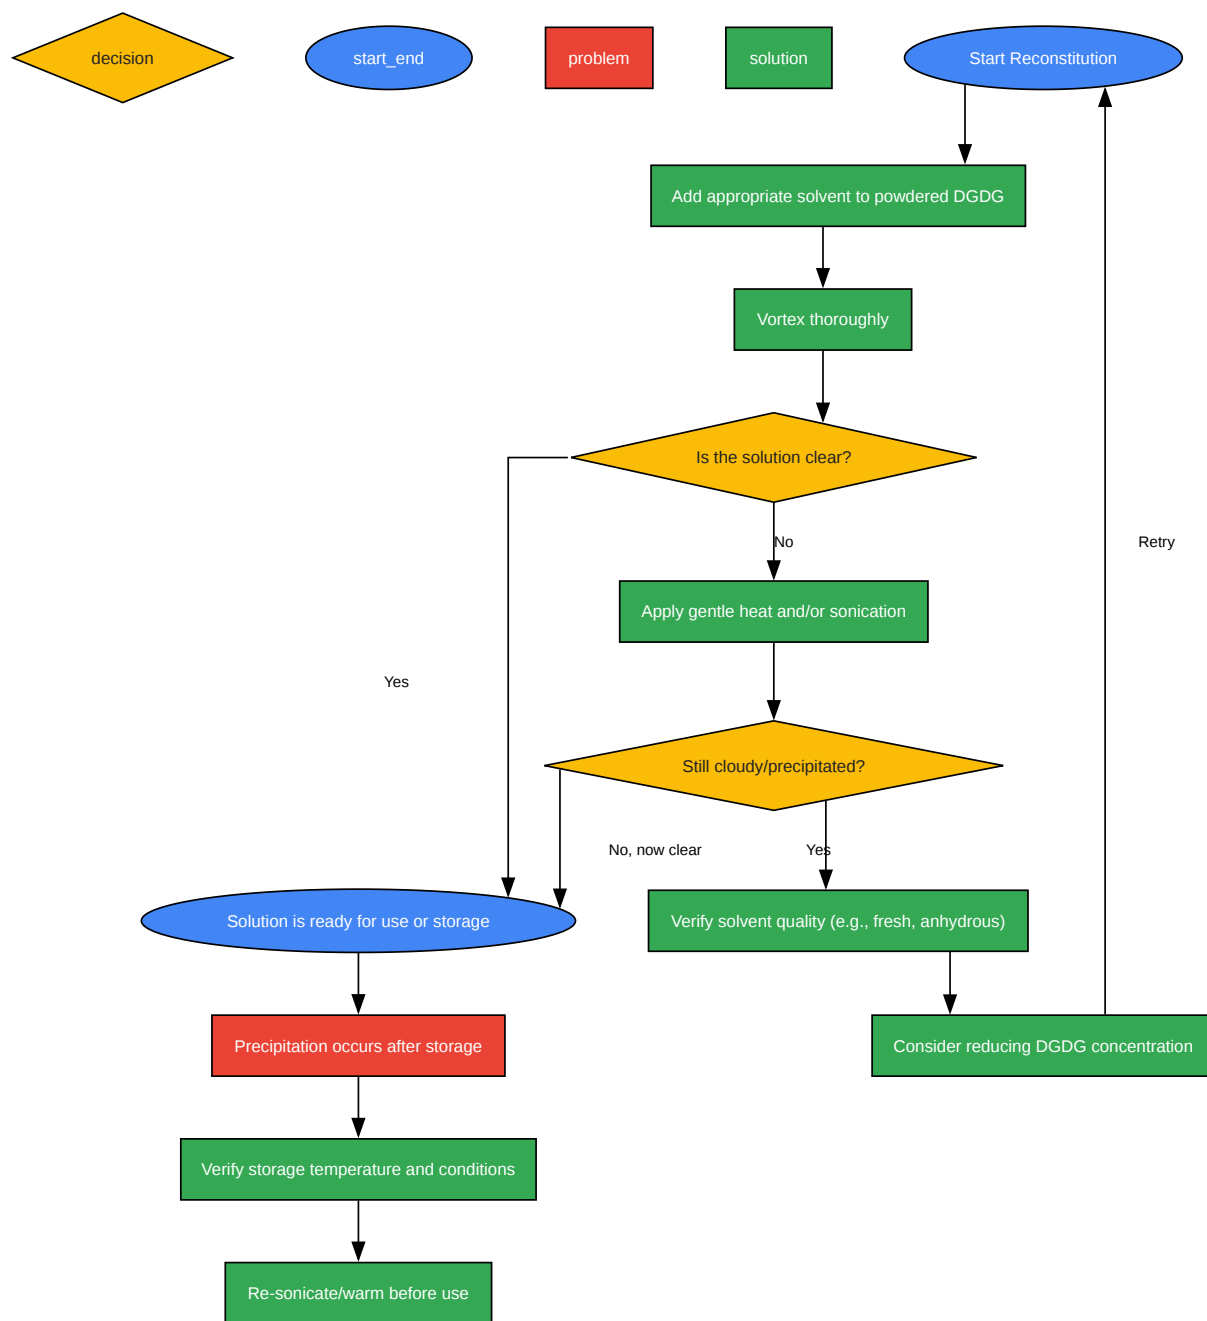 decision
start_end
problem
solution
Start Reconstitution
Add appropriate solvent to powdered DGDG
Vortex thoroughly
Is the solution clear?
No
Retry
Apply gentle heat and/or sonication
Yes
Still cloudy/precipitated?
No, now clear
Yes
Solution is ready for use or storage
Verify solvent quality (e.g., fresh, anhydrous)
Precipitation occurs after storage
Consider reducing DGDG concentration
Verify storage temperature and conditions
Re-sonicate/warm before use